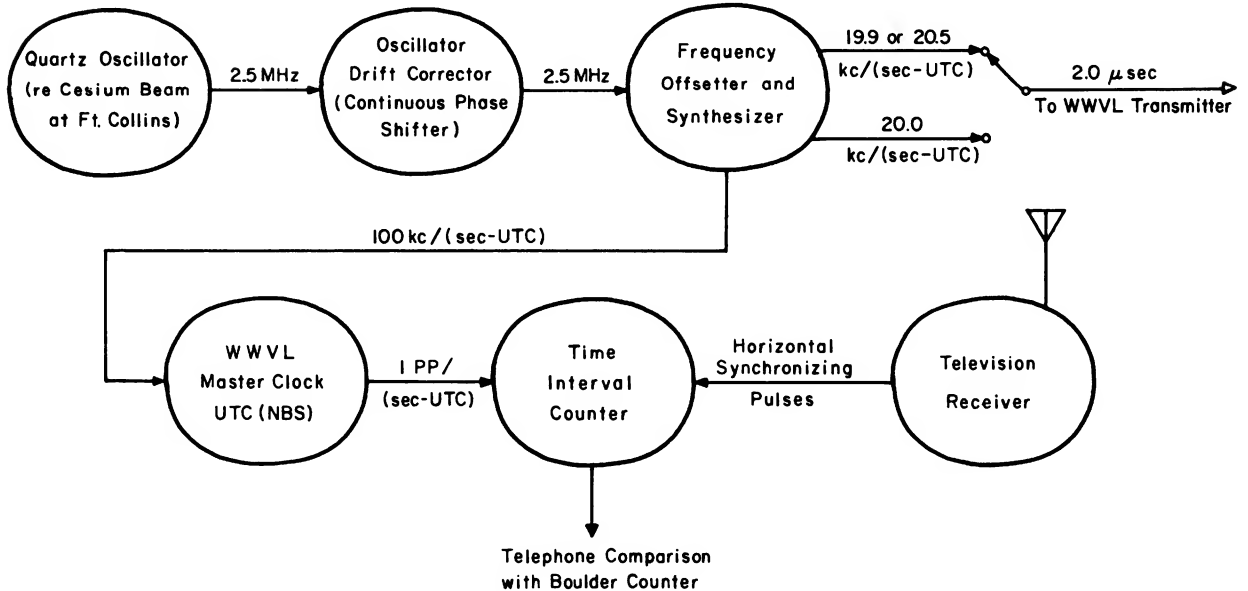 Quartz Oscillator
(re Cesium Beam
at Ft. Collins)
2.5 MHz
Oscillator
Drift Corrector
(Continuous Phase
Shifter)
2.5 MHz
Frequency
Offsetter and
Synthesizer
19.9 or 20.5
kc/(sec-UTC)
20.0
kc/(sec-UTC)
2.0 μsec
To WWVL Transmitter
100 kc/(sec-UTC)
WWVL
Master Clock
UTC (NBS)
1 PP/
(sec-UTC)
Time
Interval
Counter
Horizontal
Synchronizing
Pulses
Television
Receiver
Telephone Comparison
with Boulder Counter